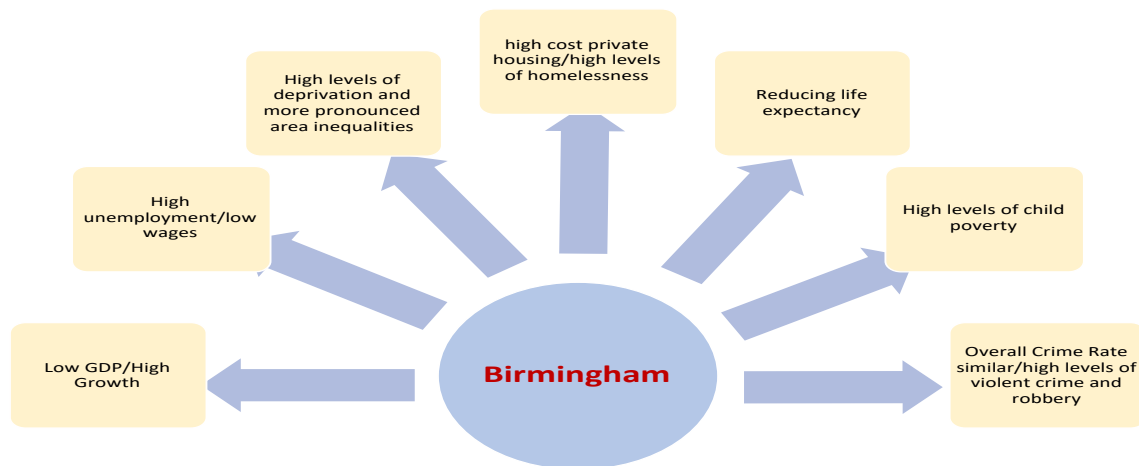 high cost private
housing/high levels
of homelessness
High levels of
deprivation and
more pronounced
area inequalities
Reducing life
expectancy
High
unemployment/low
wages
High levels of child
poverty
Low GDP/High
Growth
Overall Crime Rate
similar/high levels of
violent crime and
robbery
Birmingham